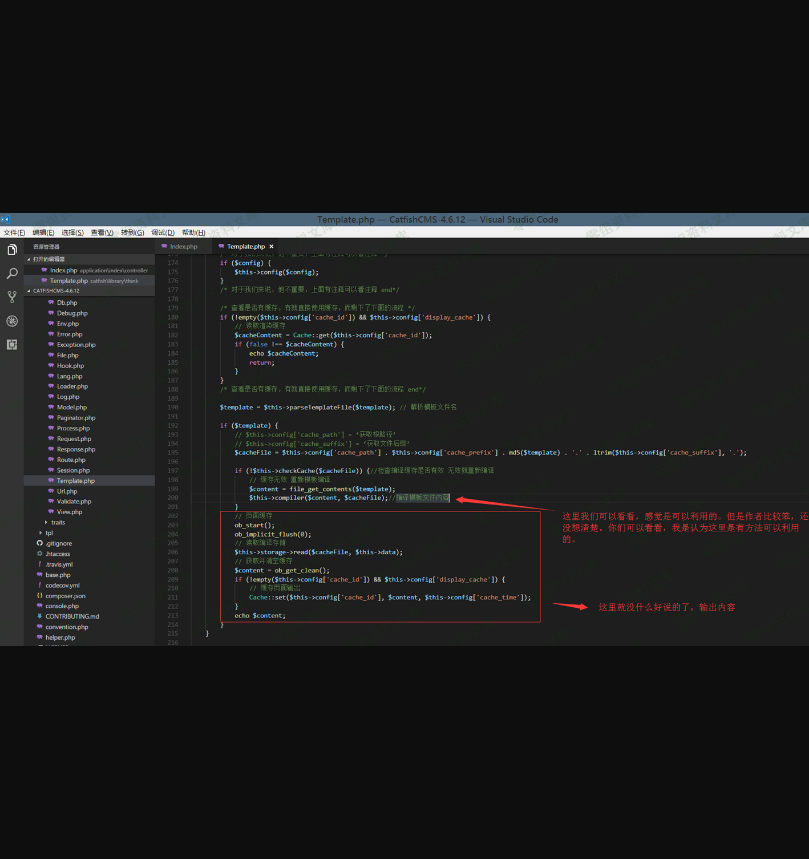 Template.php — CatfishCMS-4.6.12 — Visual Studio Code
文件(F) 编辑(E) 选择(S) 查看(V) 转到(G) 调试(D) 帮助(H)
资源管理器
打开的编辑器
Index.php application\index\controller
Template.php catfish\library\think
CATFISHCMS-4.6.12
Db.php
Debug.php
Env.php
Error.php
Exception.php
File.php
Hook.php
Lang.php
Loader.php
Log.php
Model.php
Paginator.php
Process.php
Request.php
Response.php
Route.php
Session.php
Template.php
Url.php
Validate.php
View.php
traits
tpl
.gitignore
.htaccess
.travis.yml
base.php
codecov.yml
composer.json
console.php
CONTRIBUTING.md
convention.php
helper.php
Index.php Template.php ×
174 if ($config) {
175 $this->config($config);
176 }
177 /* 对于我们来说，他不重要，上面有注释可以看注释 end*/
178
179 /* 查看是否有缓存，有就直接使用缓存，而剩下了下面的流程 */
180 if (!empty($this->config['cache_id']) && $this->config['display_cache']) {
181 // 读取渲染缓存
182 $cacheContent = Cache::get($this->config['cache_id']);
183 if (false !== $cacheContent) {
184 echo $cacheContent;
185 return;
186 }
187 }
188 /* 查看是否有缓存，有就直接使用缓存，而剩下了下面的流程 end*/
189
190 $template = $this->parseTemplateFile($template); // 解析模板文件名
191
192 if ($template) {
193 // $this->config['cache_path'] = '获取根路径'
194 // $this->config['cache_suffix'] = '获取文件后缀'
195 $cacheFile = $this->config['cache_path'] . $this->config['cache_prefix'] . md5($template) . '.' . ltrim($this->config['cache_suffix'], '.');
196
197 if (!$this->checkCache($cacheFile)) {//检查编译缓存是否有效 无效就重新编译
198 // 缓存无效 重新模板编译
199 $content = file_get_contents($template);
200 $this->compiler($content, $cacheFile);//编译模板文件内容
201 }
202 // 页面缓存
203 ob_start();
204 ob_implicit_flush(0);
205 // 读取编译存储
206 $this->storage->read($cacheFile, $this->data);
207 // 获取并清空缓存
208 $content = ob_get_clean();
209 if (!empty($this->config['cache_id']) && $this->config['display_cache']) {
210 // 缓存页面输出
211 Cache::set($this->config['cache_id'], $content, $this->config['cache_time']);
212 }
213 echo $content;
214 }
215 }
216
这里我们可以看看，感觉是可以利用的。但是作者比较笨，还
没想清楚。你们可以看看，我是认为这里是有方法可以利用
的。
这里就没什么好说的了，输出内容